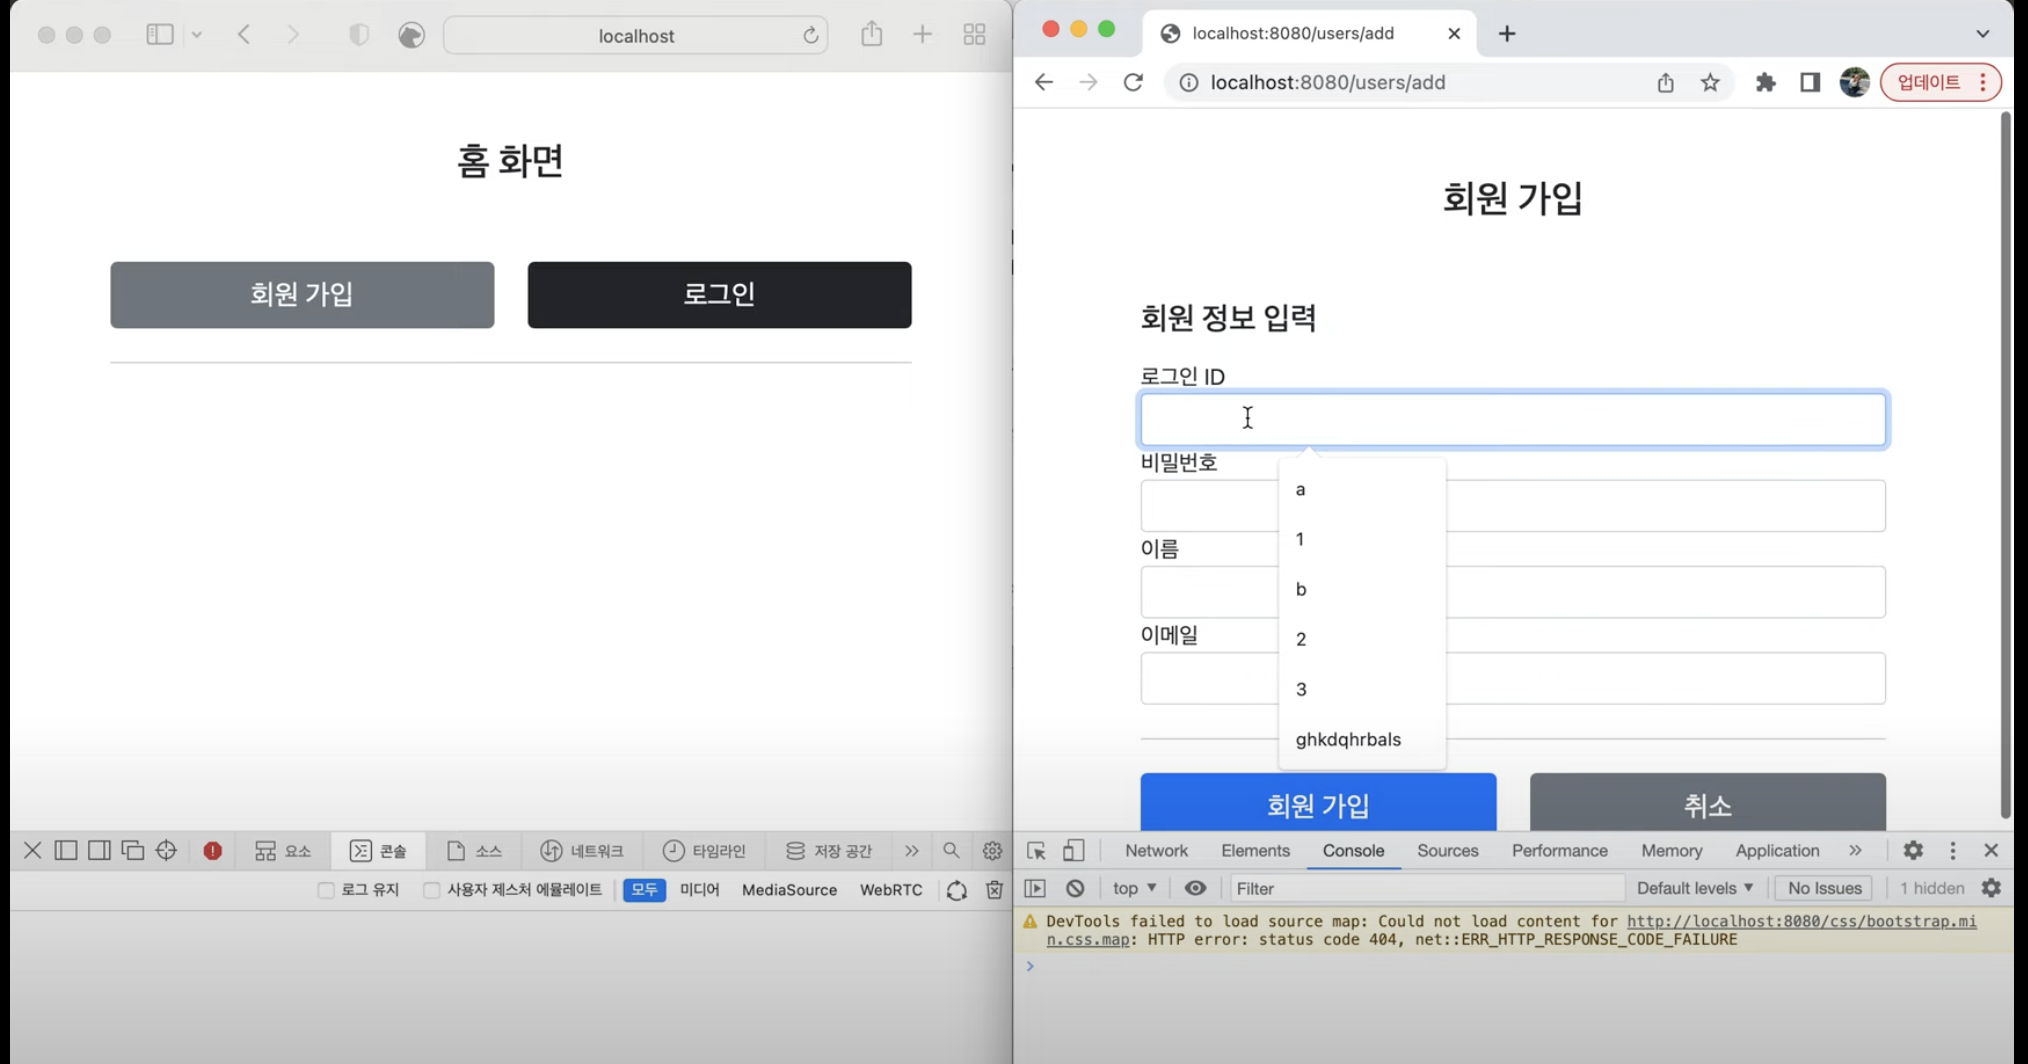 localhost
홈 화면
회원 가입
로그인
요소
콘솔
소스
네트워크
타임라인
저장 공간
로그 유지
사용자 제스처 에뮬레이트
모두
미디어
MediaSource
WebRTC
localhost:8080/users/add
localhost:8080/users/add
업데이트
회원 가입
회원 정보 입력
로그인 ID
비밀번호
이름
이메일
a
1
b
2
3
ghkdqhrbals
회원 가입
취소
Network
Elements
Console
Sources
Performance
Memory
Application
top
Filter
Default levels
No Issues
1 hidden
DevTools failed to load source map: Could not load content for http://localhost:8080/css/bootstrap.mi
n.css.map: HTTP error: status code 404, net::ERR_HTTP_RESPONSE_CODE_FAILURE